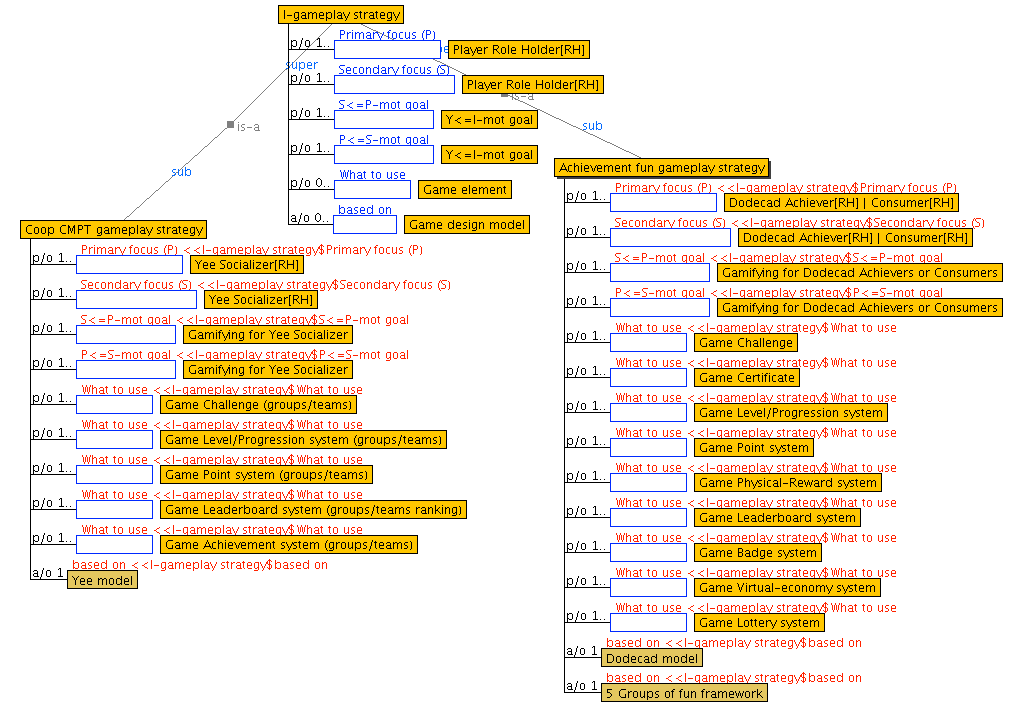 I-gameplay strategy
p/o 1.. Primary focus (P)
Player Role Holder[RH]
super
p/o 1.. Secondary focus (S)
Player Role Holder[RH]
is-a
is-a
sub
sub
p/o 1.. S<=P-mot goal
Y<=I-mot goal
p/o 1.. P<=S-mot goal
Y<=I-mot goal
p/o 0.. What to use
Game element
a/o 0.. based on
Game design model
Coop CMPT gameplay strategy
p/o 1.. Primary focus (P) <<I-gameplay strategy$Primary focus (P)
Yee Socializer[RH]
p/o 1.. Secondary focus (S) <<I-gameplay strategy$Secondary focus (S)
Yee Socializer[RH]
p/o 1.. S<=P-mot goal <<I-gameplay strategy$S<=P-mot goal
Gamifying for Yee Socializer
p/o 1.. P<=S-mot goal <<I-gameplay strategy$P<=S-mot goal
Gamifying for Yee Socializer
p/o 1.. What to use <<I-gameplay strategy$What to use
Game Challenge (groups/teams)
p/o 1.. What to use <<I-gameplay strategy$What to use
Game Level/Progression system (groups/teams)
p/o 1.. What to use <<I-gameplay strategy$What to use
Game Point system (groups/teams)
p/o 1.. What to use <<I-gameplay strategy$What to use
Game Leaderboard system (groups/teams ranking)
p/o 1.. What to use <<I-gameplay strategy$What to use
Game Achievement system (groups/teams)
a/o 1 based on <<I-gameplay strategy$based on
Yee model
Achievement fun gameplay strategy
p/o 1.. Primary focus (P) <<I-gameplay strategy$Primary focus (P)
Dodecad Achiever[RH] | Consumer[RH]
p/o 1.. Secondary focus (S) <<I-gameplay strategy$Secondary focus (S)
Dodecad Achiever[RH] | Consumer[RH]
p/o 1.. S<=P-mot goal <<I-gameplay strategy$S<=P-mot goal
Gamifying for Dodecad Achievers or Consumers
p/o 1.. P<=S-mot goal <<I-gameplay strategy$P<=S-mot goal
Gamifying for Dodecad Achievers or Consumers
p/o 1.. What to use <<I-gameplay strategy$What to use
Game Challenge
p/o 1.. What to use <<I-gameplay strategy$What to use
Game Certificate
p/o 1.. What to use <<I-gameplay strategy$What to use
Game Level/Progression system
p/o 1.. What to use <<I-gameplay strategy$What to use
Game Point system
p/o 1.. What to use <<I-gameplay strategy$What to use
Game Physical-Reward system
p/o 1.. What to use <<I-gameplay strategy$What to use
Game Leaderboard system
p/o 1.. What to use <<I-gameplay strategy$What to use
Game Badge system
p/o 1.. What to use <<I-gameplay strategy$What to use
Game Virtual-economy system
p/o 1.. What to use <<I-gameplay strategy$What to use
Game Lottery system
a/o 1 based on <<I-gameplay strategy$based on
Dodecad model
a/o 1 based on <<I-gameplay strategy$based on
5 Groups of fun framework